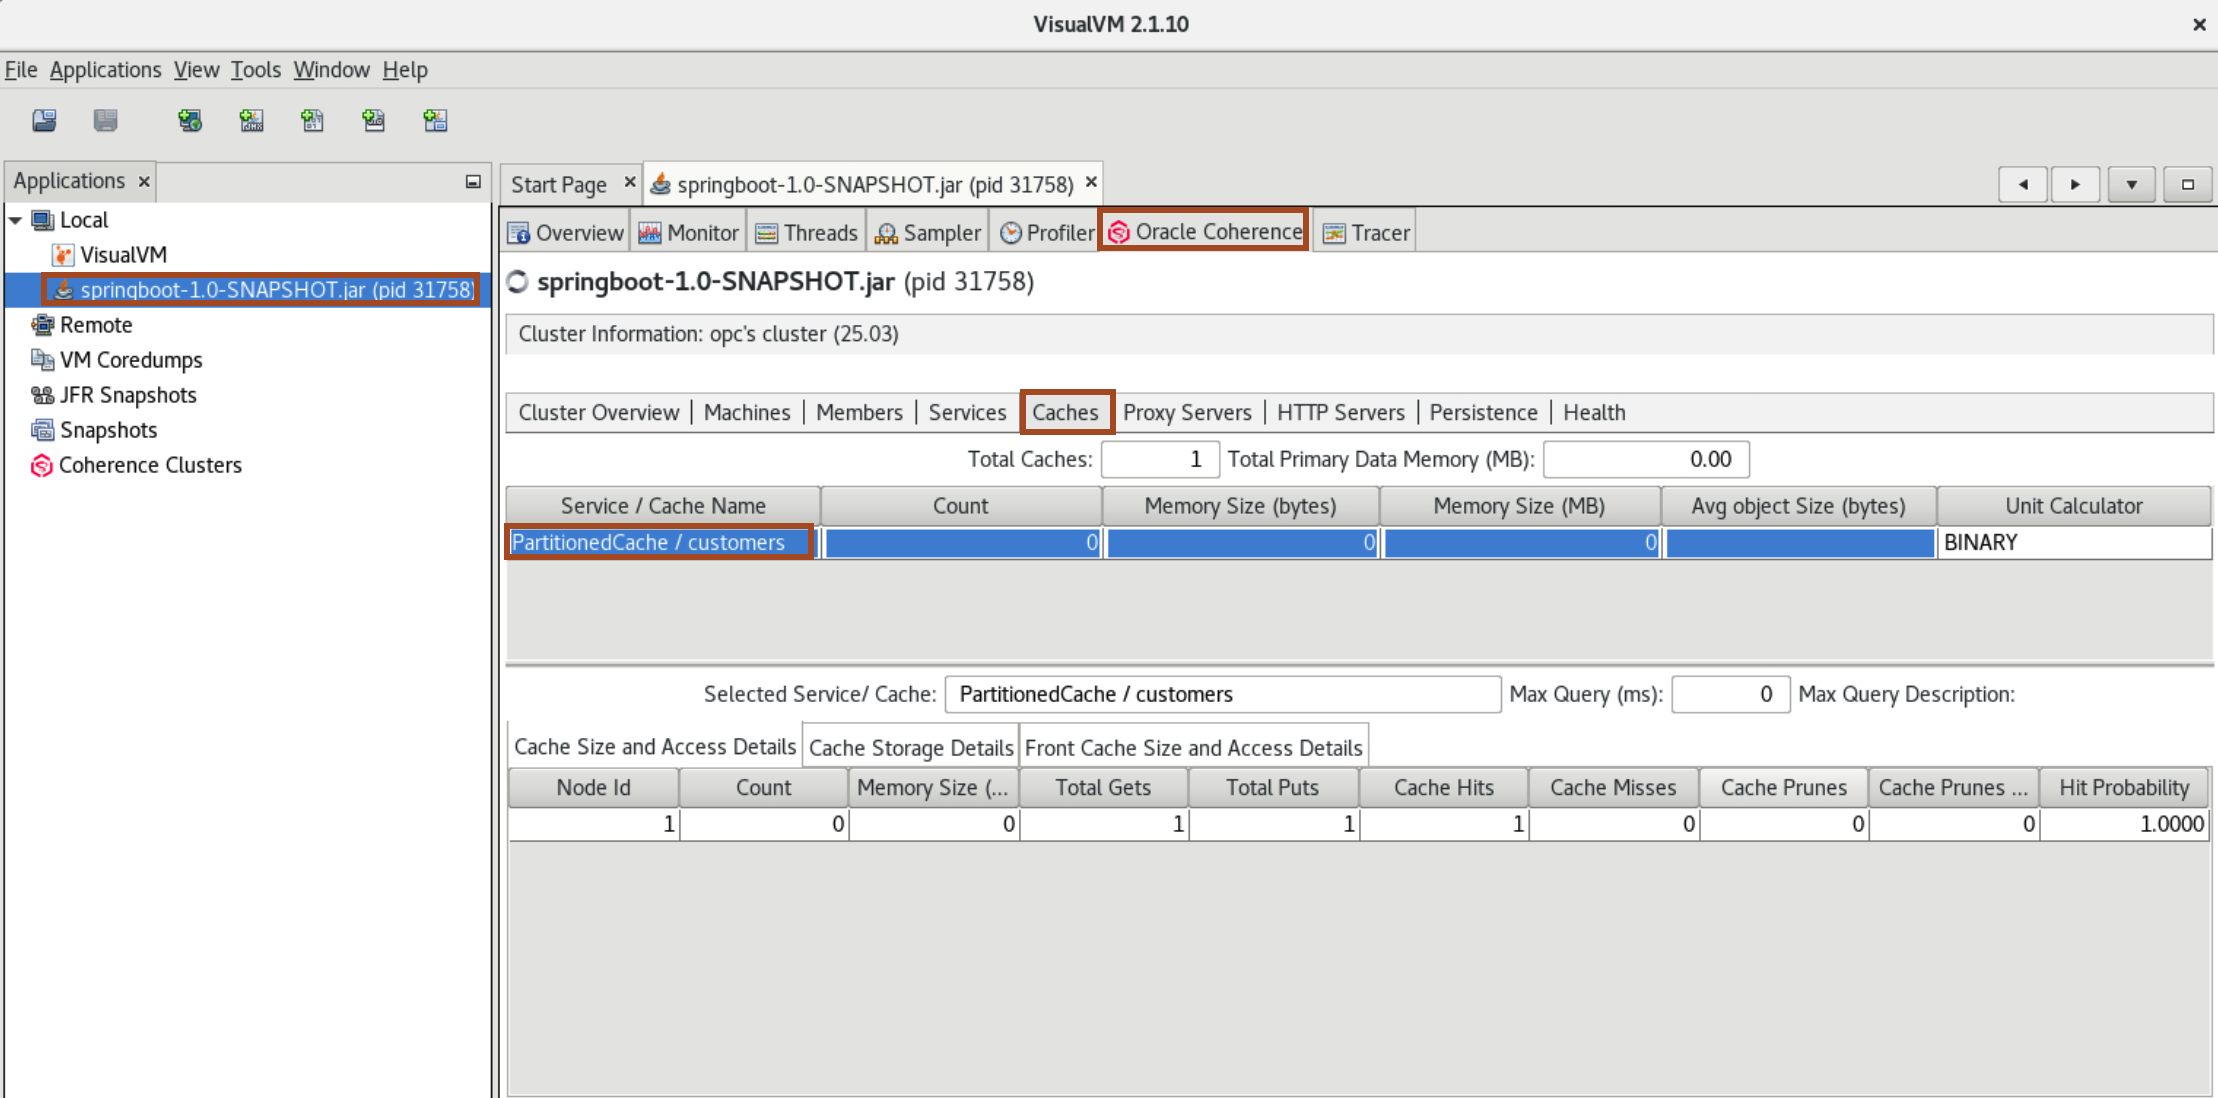 VisualVM 2.1.10
File Applications View Tools Window Help
Applications
Local
VisualVM
springboot-1.0-SNAPSHOT.jar (pid 31758)
Remote
VM Coredumps
JFR Snapshots
Snapshots
Coherence Clusters
Start Page springboot-1.0-SNAPSHOT.jar (pid 31758)
Overview Monitor Threads Sampler Profiler Oracle Coherence Tracer
springboot-1.0-SNAPSHOT.jar (pid 31758)
Cluster Information: opc's cluster (25.03)
Cluster Overview | Machines | Members | Services Caches Proxy Servers | HTTP Servers | Persistence | Health
Total Caches: 1 Total Primary Data Memory (MB): 0.00
Service / Cache Name Count Memory Size (bytes) Memory Size (MB) Avg object Size (bytes) Unit Calculator
PartitionedCache / customers 0 0 0 BINARY
Selected Service/ Cache: PartitionedCache / customers Max Query (ms): 0 Max Query Description:
Cache Size and Access Details Cache Storage Details Front Cache Size and Access Details
Node Id Count Memory Size (... Total Gets Total Puts Cache Hits Cache Misses Cache Prunes Cache Prunes ... Hit Probability
1 0 0 1 1 1 0 0 0 1.0000